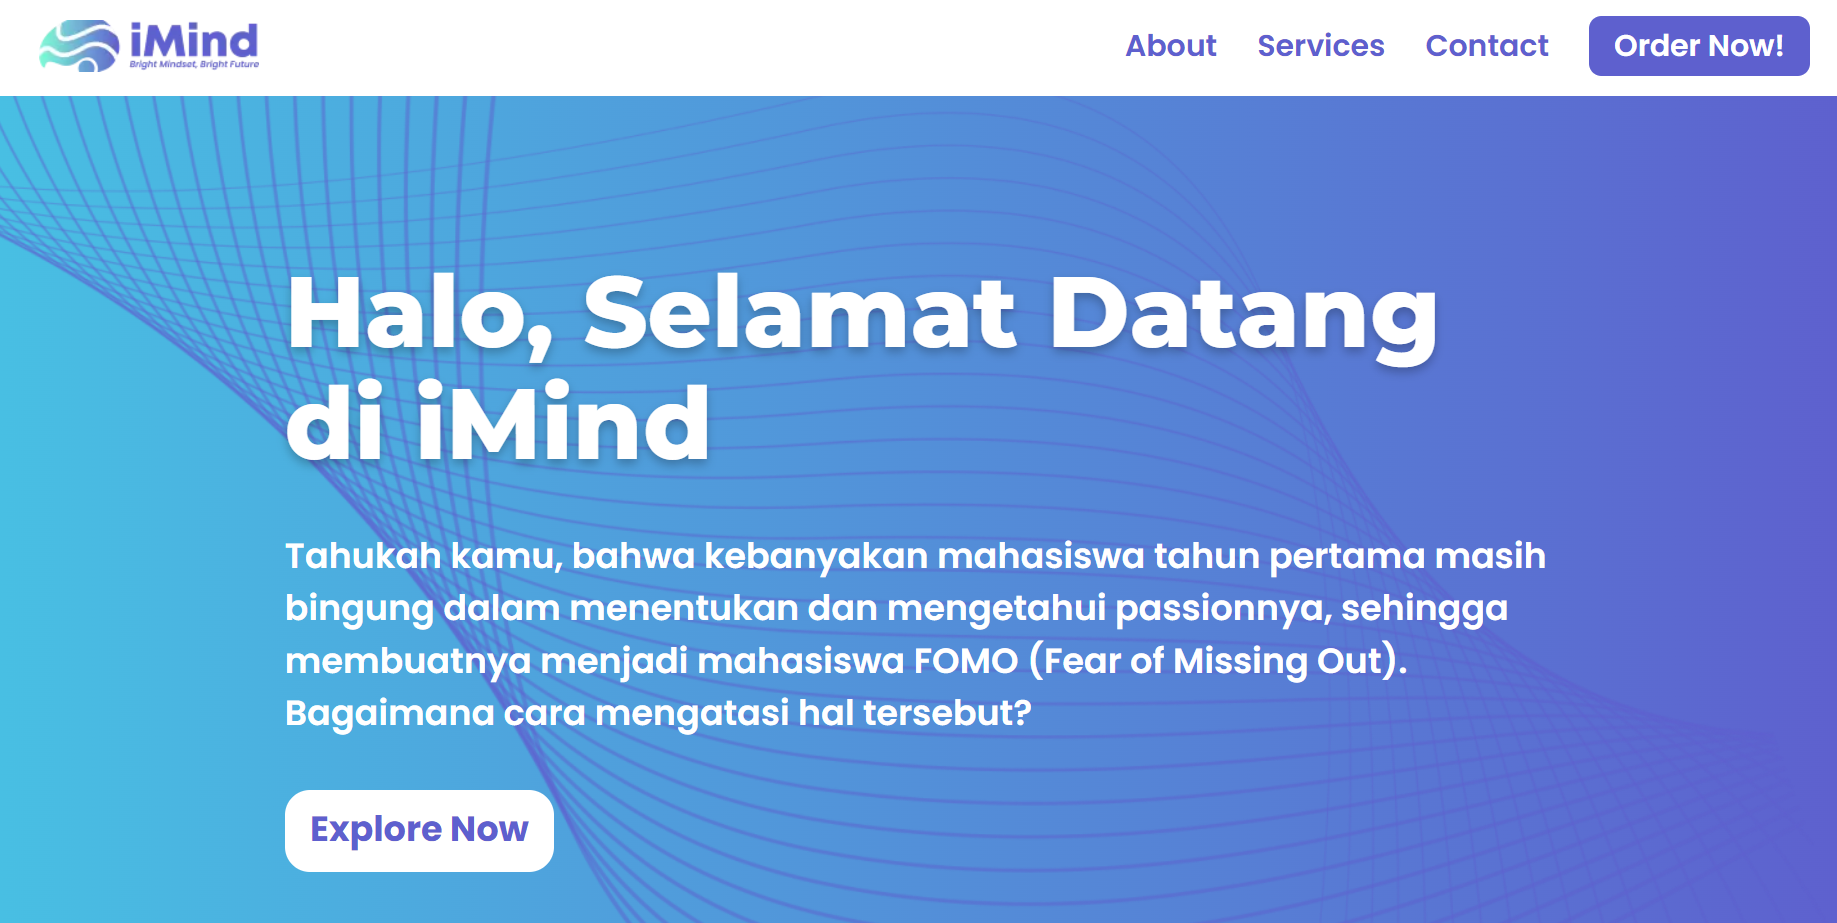 iMind
Bright Mindset, Bright Future
About
Services
Contact
Order Now!
Halo, Selamat Datang
di iMind
Tahukah kamu, bahwa kebanyakan mahasiswa tahun pertama masih
bingung dalam menentukan dan mengetahui passionnya, sehingga
membuatnya menjadi mahasiswa FOMO (Fear of Missing Out).
Bagaimana cara mengatasi hal tersebut?
Explore Now